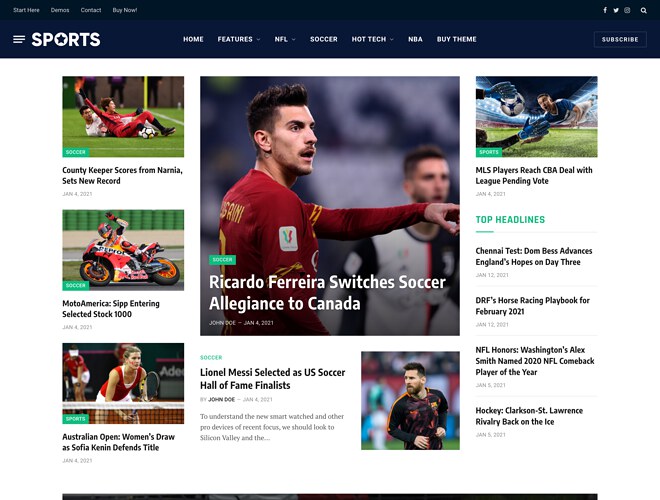 Start Here Demos Contact Buy Now!
SPORTS
HOME FEATURES NFL SOCCER HOT TECH NBA BUY THEME
SUBSCRIBE
SOCCER
County Keeper Scores from Narnia,
Sets New Record
JAN 4, 2021
SOCCER
MotoAmerica: Sipp Entering
Selected Stock 1000
JAN 4, 2021
SPORTS
Australian Open: Women's Draw
as Sofia Kenin Defends Title
JAN 4, 2021
SOCCER
Ricardo Ferreira Switches Soccer
Allegiance to Canada
JOHN DOE — JAN 4, 2021
SOCCER
Lionel Messi Selected as US Soccer
Hall of Fame Finalists
BY JOHN DOE — JAN 4, 2021
To understand the new smart watched and other
pro devices of recent focus, we should look to
Silicon Valley and the…
SPORTS
MLS Players Reach CBA Deal with
League Pending Vote
JAN 4, 2021
TOP HEADLINES
Chennai Test: Dom Bess Advances
England's Hopes on Day Three
JAN 12, 2021
DRF's Horse Racing Playbook for
February 2021
JAN 12, 2021
NFL Honors: Washington's Alex
Smith Named 2020 NFL Comeback
Player of the Year
JAN 5, 2021
Hockey: Clarkson-St. Lawrence
Rivalry Back on the Ice
JAN 5, 2021